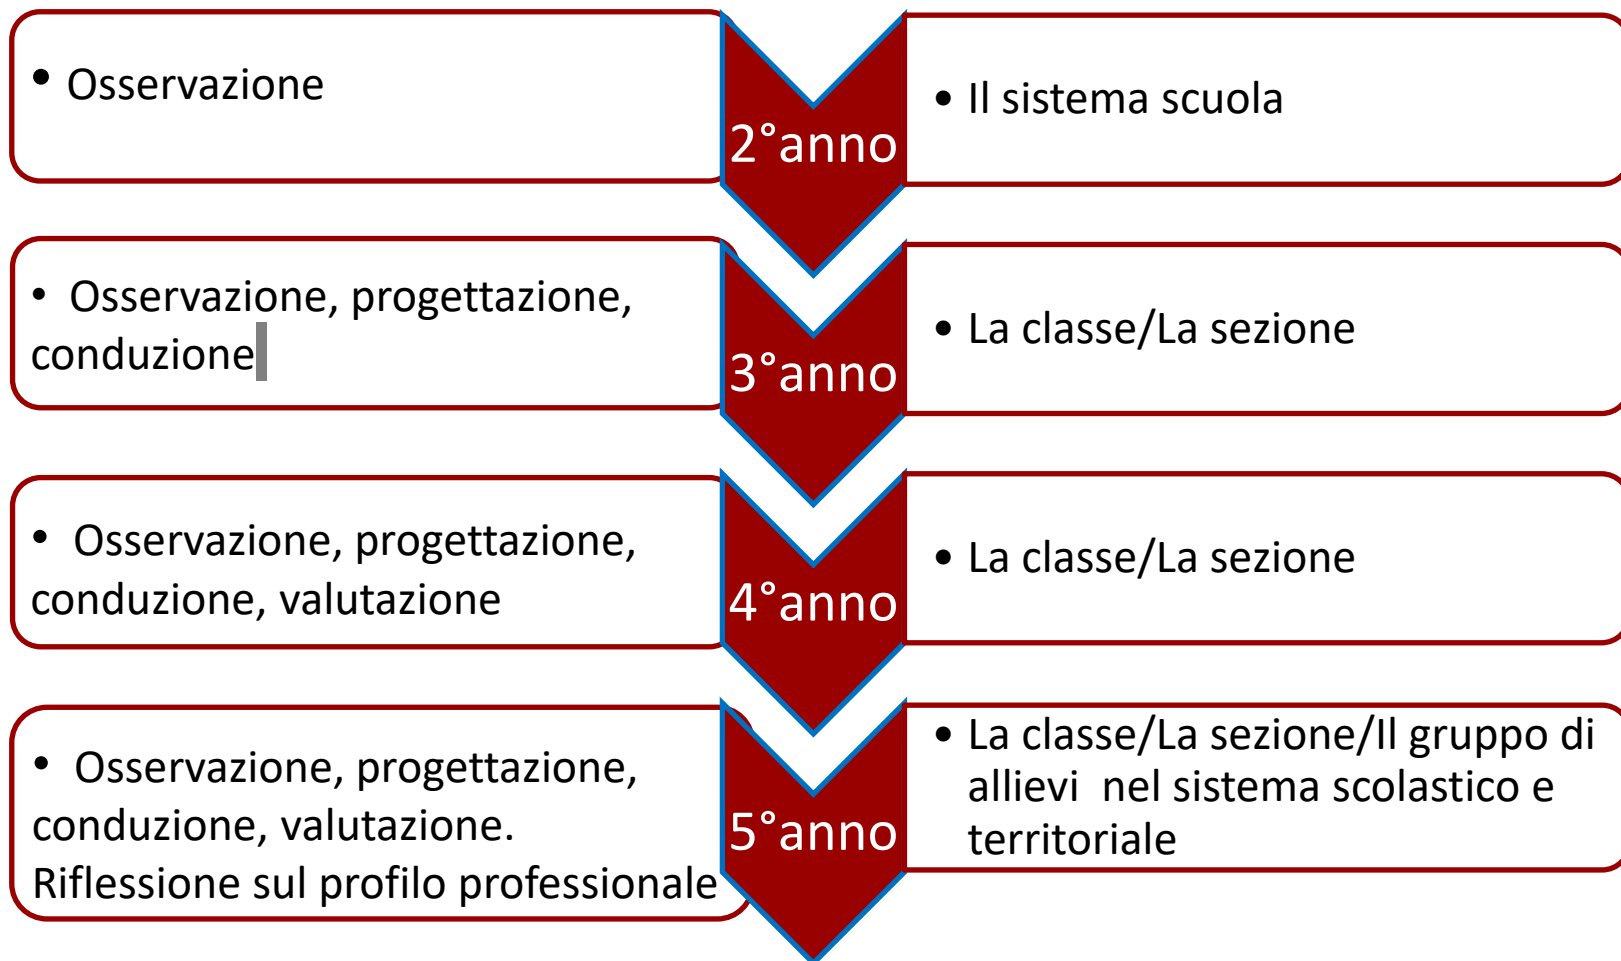 • Osservazione
2°anno
• Il sistema scuola
• Osservazione, progettazione,
conduzione
3°anno
• La classe/La sezione
• Osservazione, progettazione,
conduzione, valutazione
4°anno
• La classe/La sezione
• Osservazione, progettazione,
conduzione, valutazione.
Riflessione sul profilo professionale
5°anno
• La classe/La sezione/Il gruppo di
allievi nel sistema scolastico e
territoriale